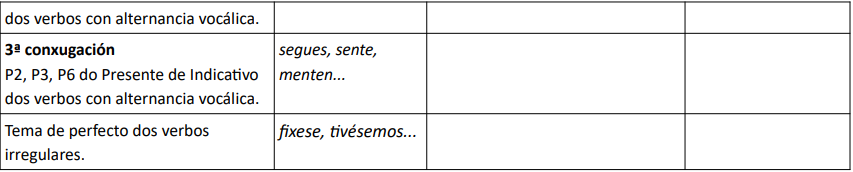 dos verbos con alternancia vocálica.
3ª conxugación
segues, sente,
P2, P3, P6 do Presente de Indicativo
menten...
dos verbos con alternancia vocálica.
Tema de perfecto dos verbos
fixese, tivésemos...
irregulares.